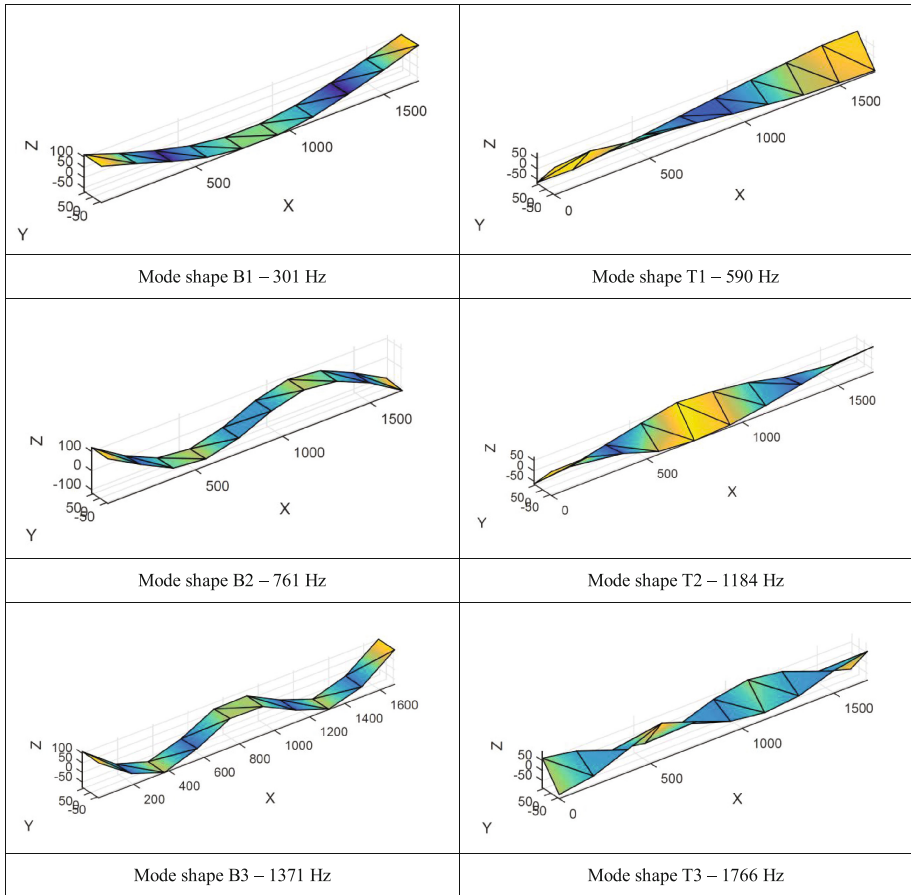 Z
100
50
0
-50
50
0
-50
Y
500
1000
1500
X
Mode shape B1 – 301 Hz
Z
50
0
-50
50
0
-50
Y
0
500
1000
1500
X
Mode shape T1 – 590 Hz
Z
100
0
-100
50
0
-50
Y
500
1000
1500
X
Mode shape B2 – 761 Hz
Z
50
0
-50
50
0
-50
Y
0
500
1000
1500
X
Mode shape T2 – 1184 Hz
Z
100
50
0
-50
50
0
-50
Y
200
400
600
800
1000
1200
1400
1600
X
Mode shape B3 – 1371 Hz
Z
50
0
-50
50
0
-50
Y
0
500
1000
1500
X
Mode shape T3 – 1766 Hz